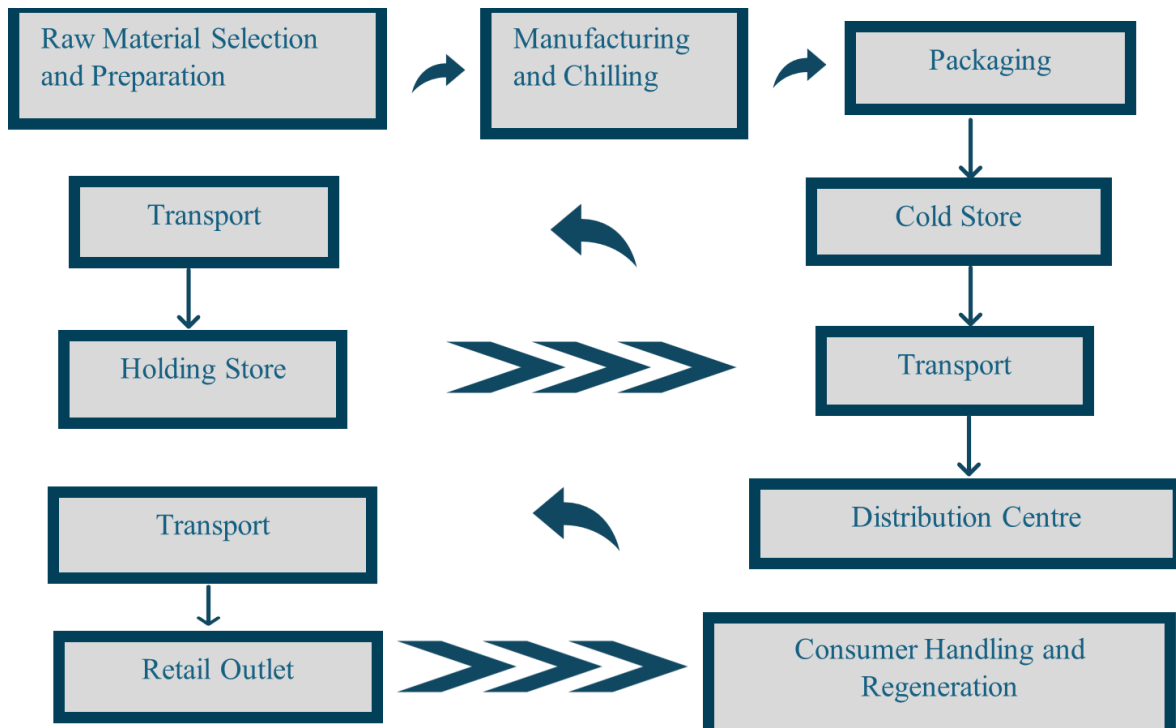 Raw Material Selection
and Preparation
Manufacturing
and Chilling
Packaging
Transport
Cold Store
Holding Store
Transport
Transport
Distribution Centre
Retail Outlet
Consumer Handling and
Regeneration